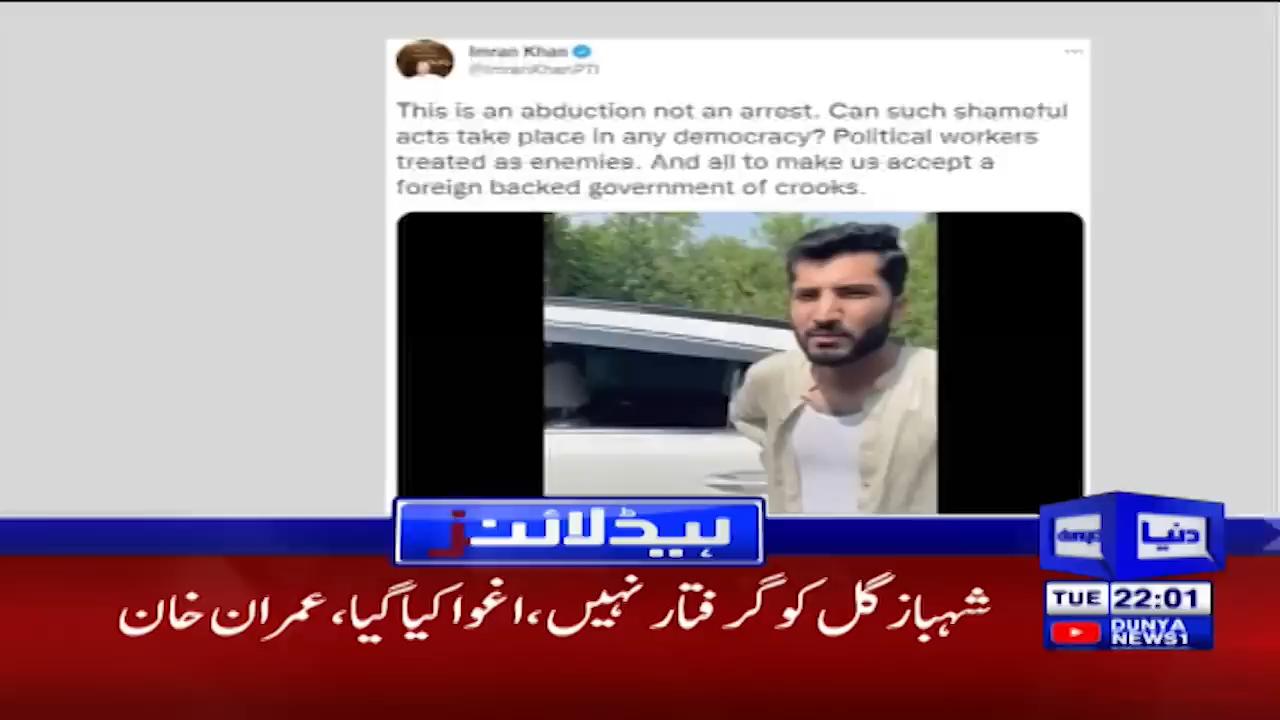 Imran Khan
@ImranKhanPTI
This is an abduction not an arrest. Can such shameful
acts take place in any democracy? Political workers
treated as enemies. And all to make us accept a
foreign backed government of crooks.
ہیڈلائنز
dunya دنیا
شہباز گل کو گرفتار نہیں، اغوا کیا گیا، عمران خان
TUE 22:01
DUNYA
NEWS1